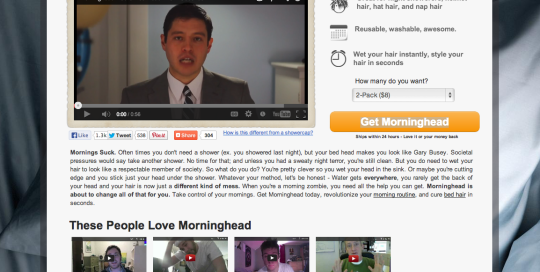 hair, hat hair, and nap hair
Reusable, washable, awesome.
Wet your hair instantly, style your
hair in seconds
How many do you want?
2-Pack ($8)
Get Morninghead
Ships within 24 hours - Love it or your money back
0:00 / 0:58
YouTube
Like 1.3k Tweet 538 Pin it Share 304 How is this different from a showercap?
Mornings Suck. Often times you don't need a shower (ex. you showered last night), but your bed head makes you look like Gary Busey. Societal
pressures would say take another shower. No time for that; and unless you had a sweaty night terror, you're still clean. But you do need to wet your
hair to look like a respectable member of society. So what do you do? You're pretty clever so you wet your head in the sink. Or maybe you're cutting
edge and you stick just your head under the shower. Whatever your method, let's be honest - Water gets everywhere, you rarely get the back of
your head and your hair is now just a different kind of mess. When you're a morning zombie, you need all the help you can get. Morninghead is
about to change all of that for you. Take control of your mornings. Get Morninghead today, revolutionize your morning routine, and cure bed hair in
seconds.
These People Love Morninghead